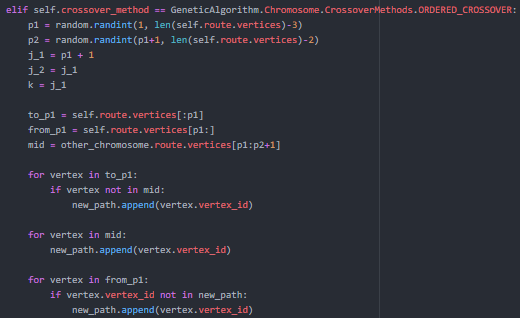 elif self.crossover_method == GeneticAlgorithm.Chromosome.CrossoverMethods.ORDERED_CROSSOVER:
    p1 = random.randint(1, len(self.route.vertices)-3)
    p2 = random.randint(p1+1, len(self.route.vertices)-2)
    j_1 = p1 + 1
    j_2 = j_1
    k = j_1

    to_p1 = self.route.vertices[:p1]
    from_p1 = self.route.vertices[p1:]
    mid = other_chromosome.route.vertices[p1:p2+1]

    for vertex in to_p1:
        if vertex not in mid:
            new_path.append(vertex.vertex_id)

    for vertex in mid:
        new_path.append(vertex.vertex_id)

    for vertex in from_p1:
        if vertex.vertex_id not in new_path:
            new_path.append(vertex.vertex_id)